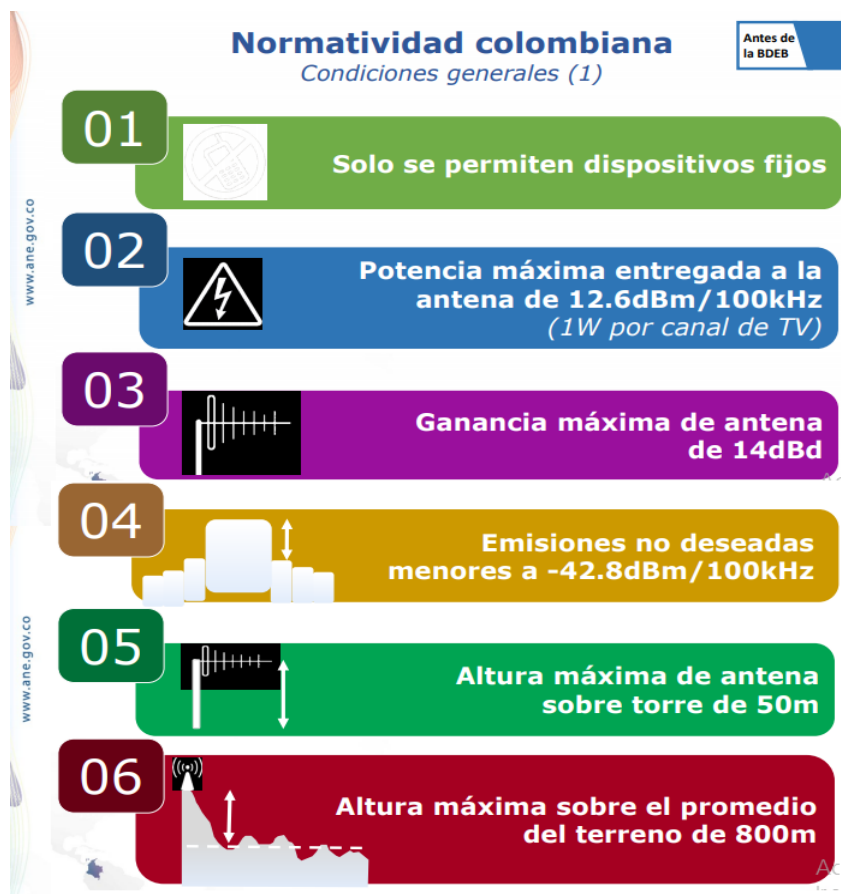 Normatividad colombiana
Condiciones generales (1)
Antes de
la BDEB
01
Solo se permiten dispositivos fijos
www.ane.gov.co
02
Potencia máxima entregada a la
antena de 12.6dBm/100kHz
(1W por canal de TV)
03
Ganancia máxima de antena
de 14dBd
04
Emisiones no deseadas
menores a -42.8dBm/100kHz
www.ane.gov.co
05
Altura máxima de antena
sobre torre de 50m
06
Altura máxima sobre el promedio
del terreno de 800m